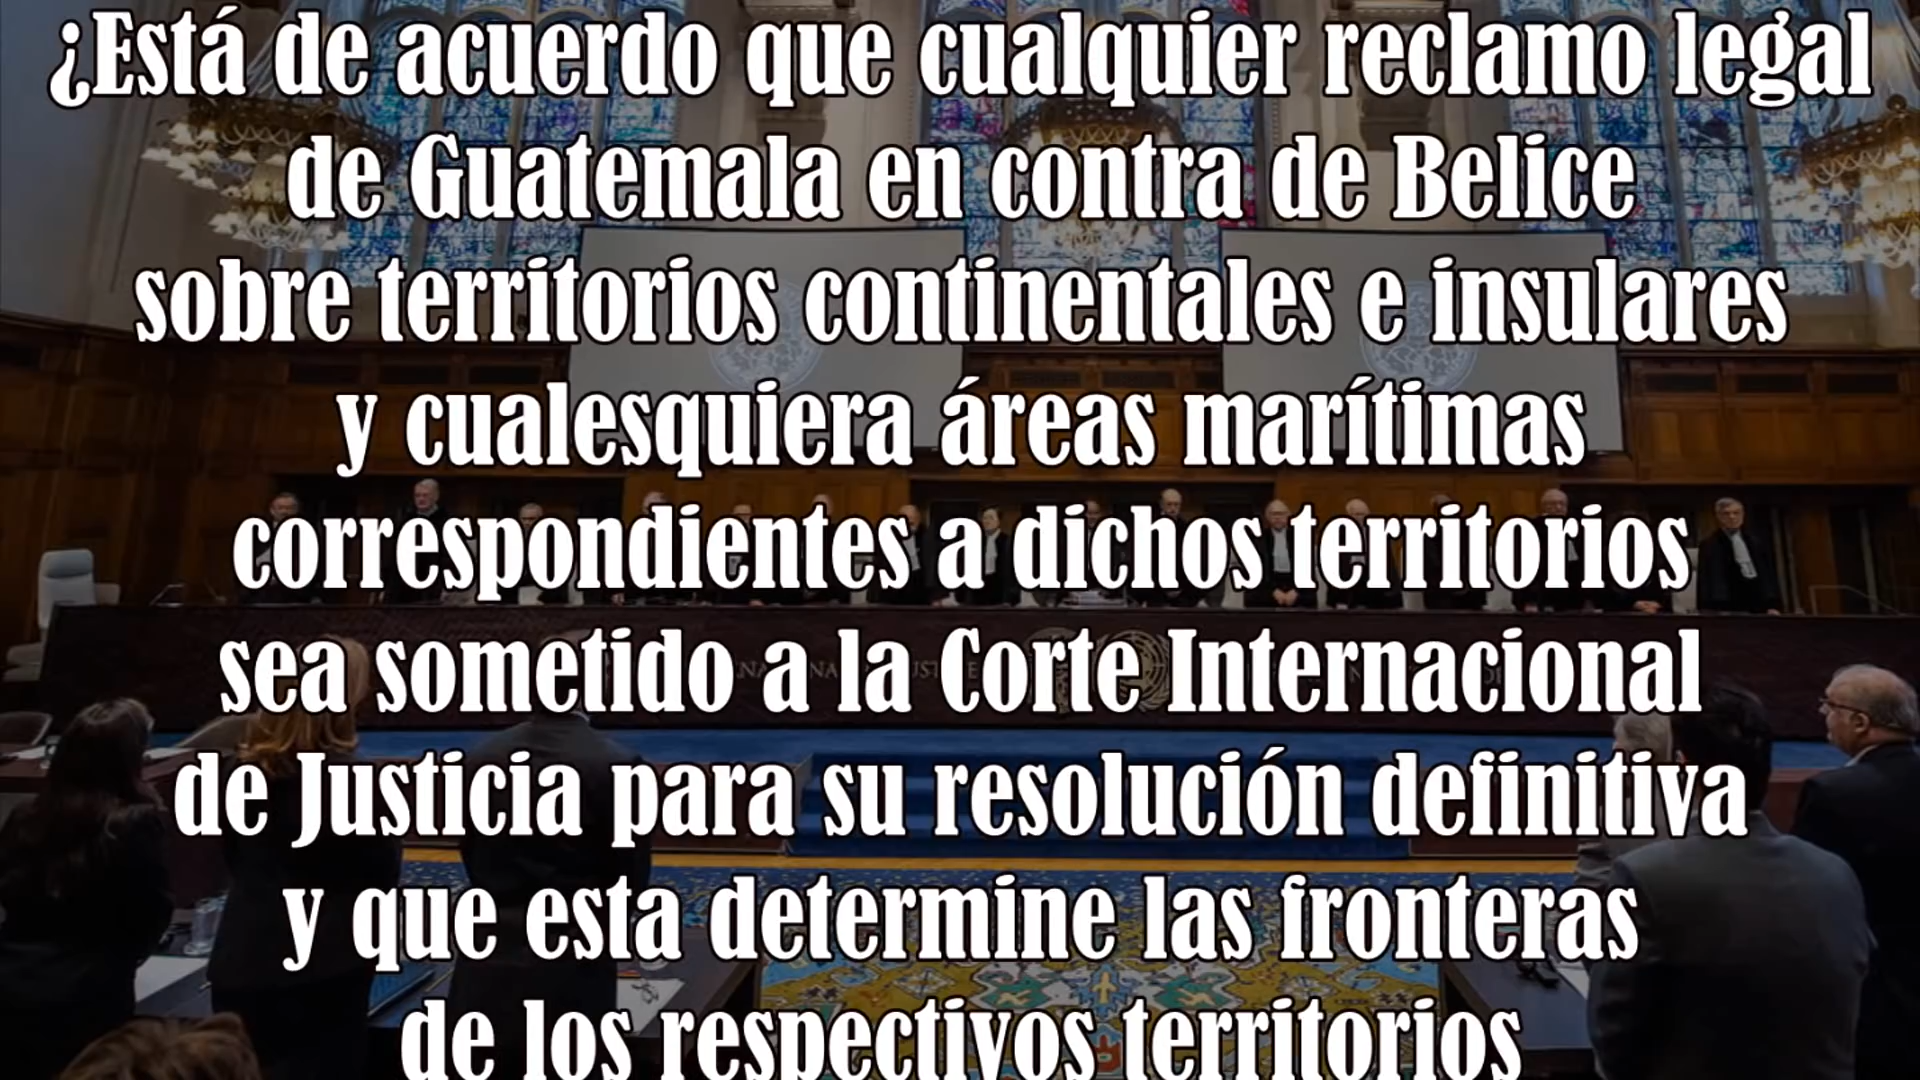 ¿Está de acuerdo que cualquier reclamo legal
de Guatemala en contra de Belice
sobre territorios continentales e insulares
y cualesquiera áreas marítimas
correspondientes a dichos territorios
sea sometido a la Corte Internacional
de Justicia para su resolución definitiva
y que esta determine las fronteras
de los respectivos territorios